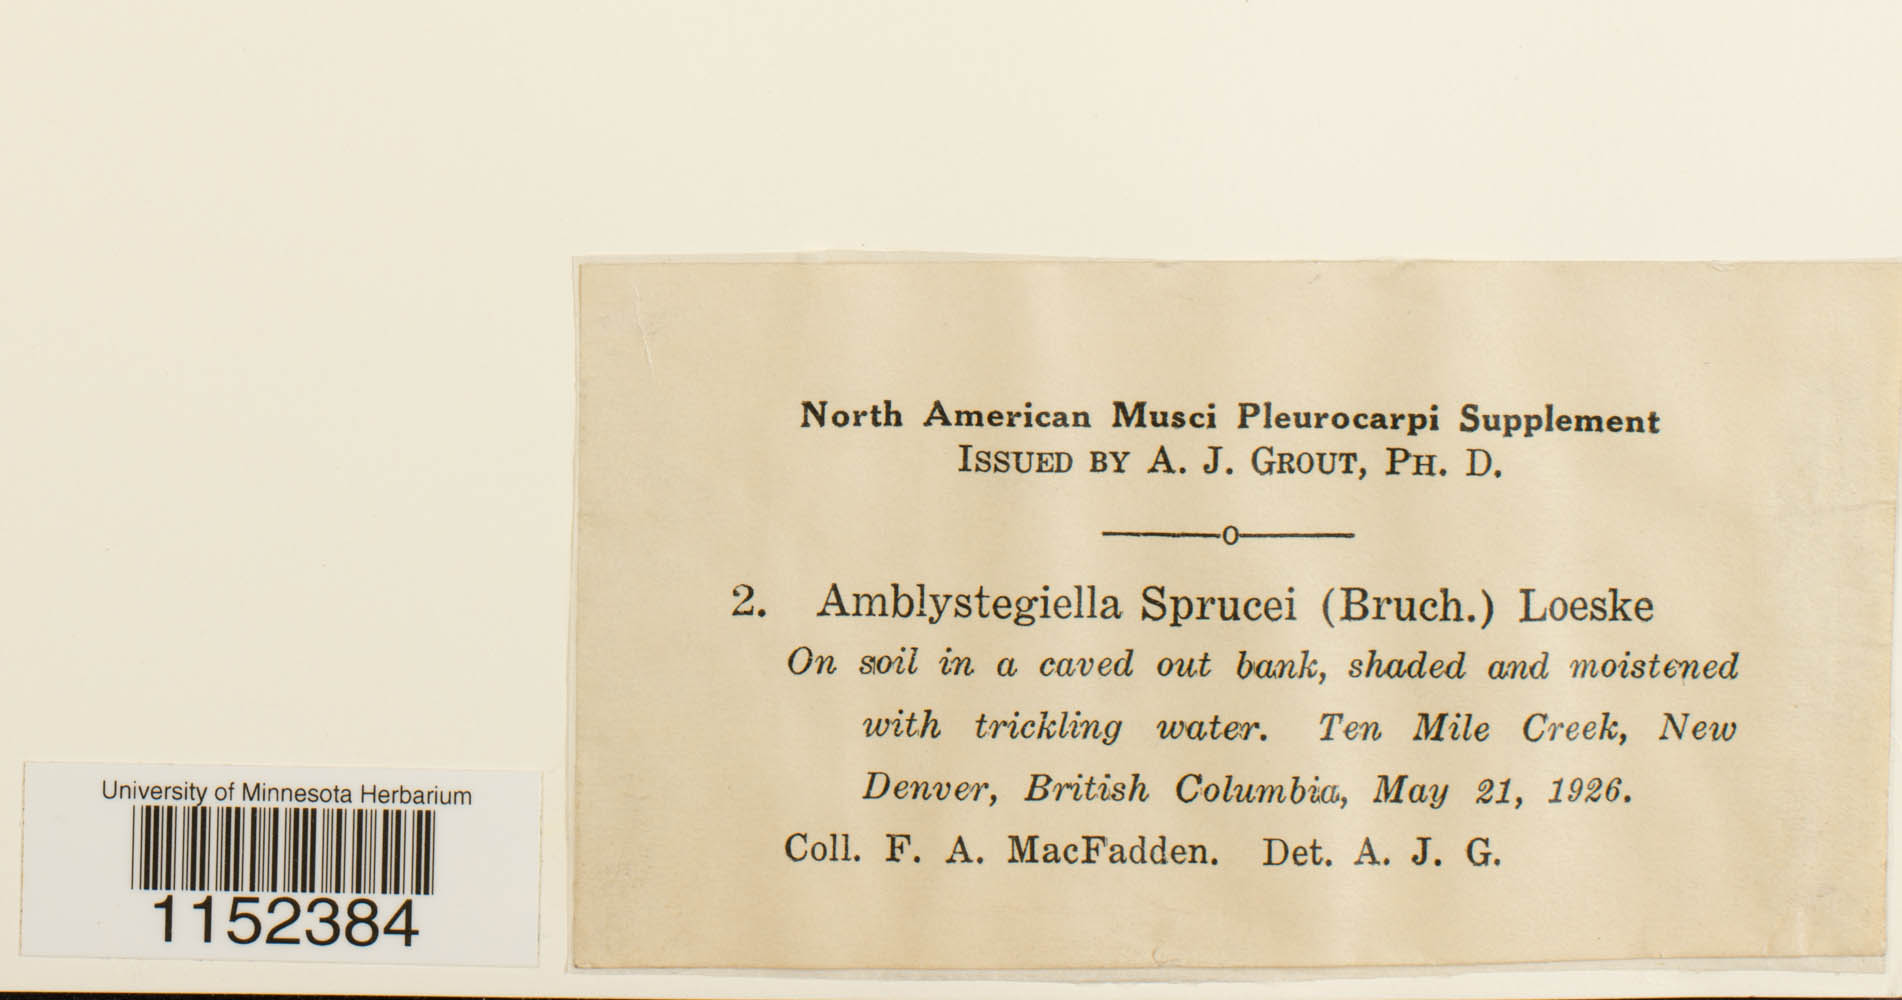 North American Musci Pleurocarpi Supplement
ISSUED BY A. J. GROUT, PH. D.
2. Amblystegiella Sprucei (Bruch.) Loeske
On soil in a caved out bank, shaded and moistened
with trickling water. Ten Mile Creek, New
Denver, British Columbia, May 21, 1926.
Coll. F. A. MacFadden. Det. A. J. G.
University of Minnesota Herbarium
1152384